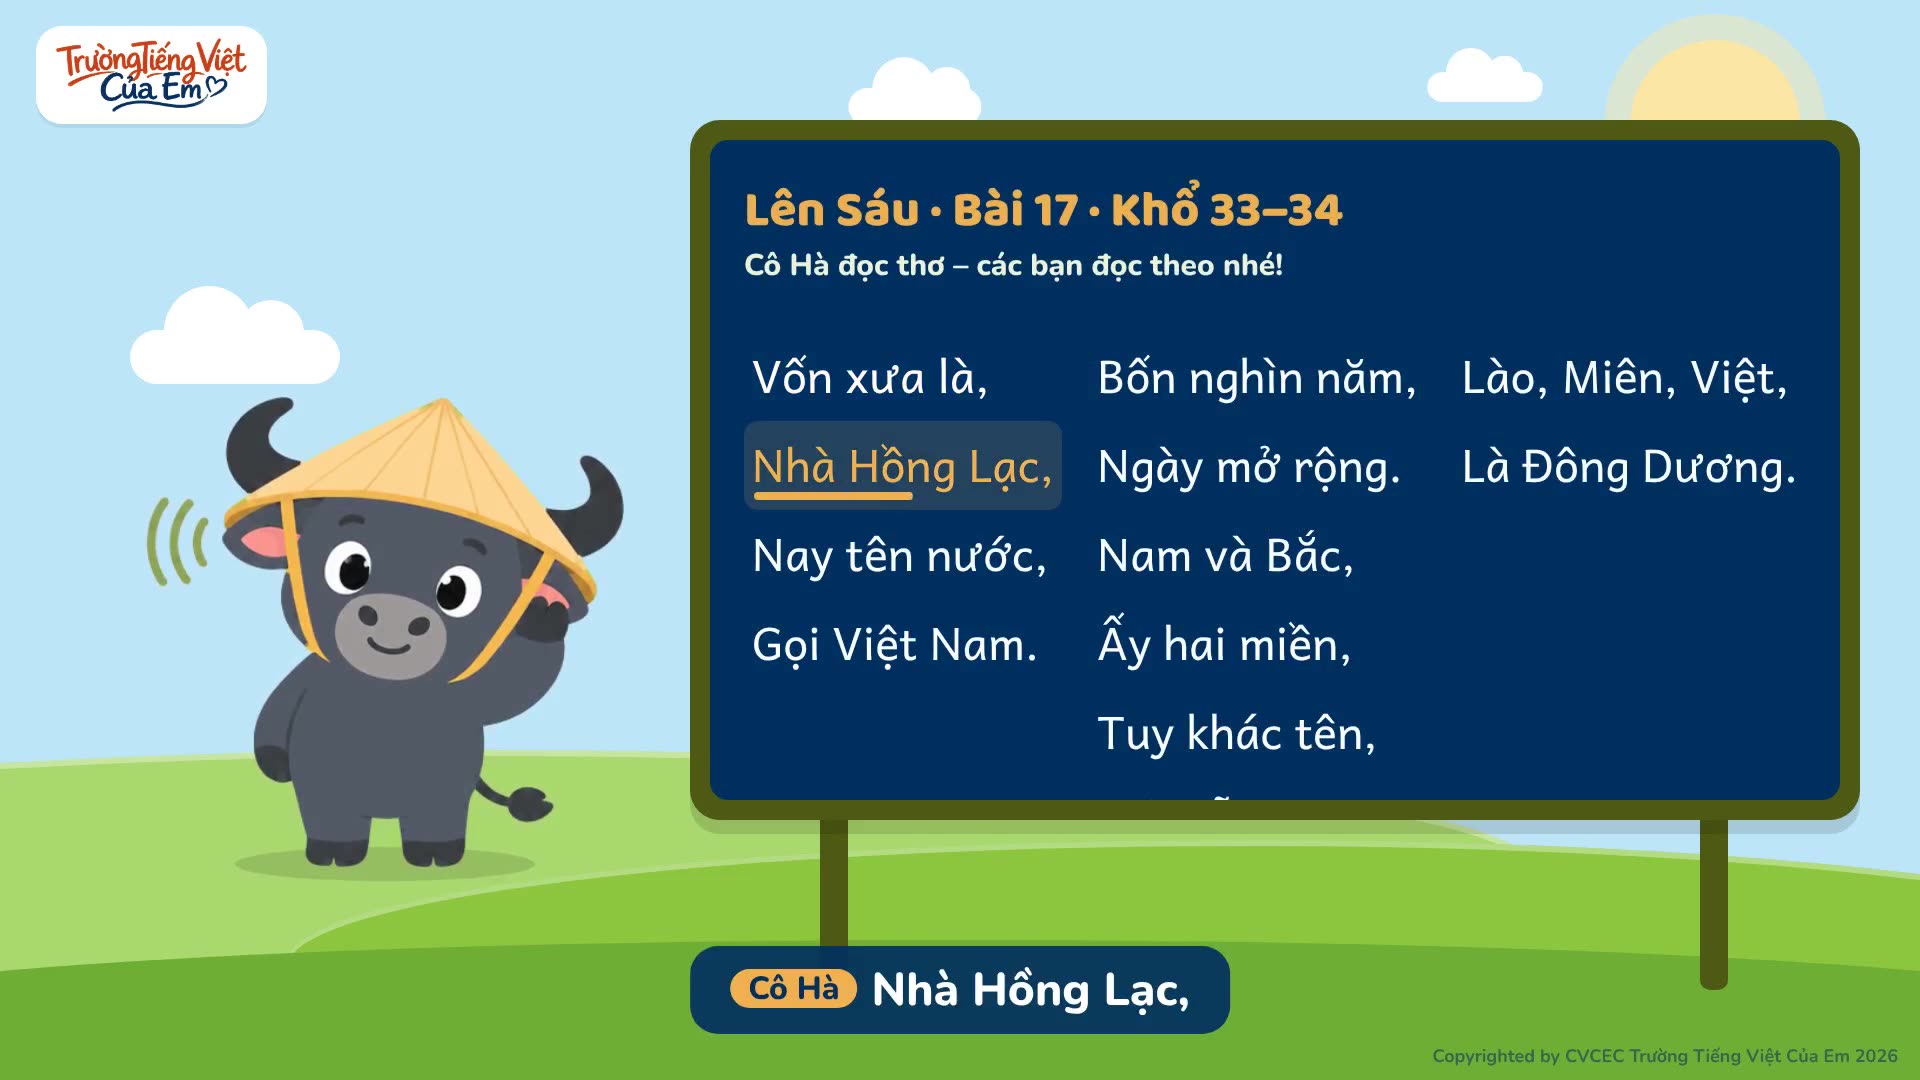 Trường Tiếng Việt
Của Em
Lên Sáu · Bài 17 · Khổ 33–34
Cô Hà đọc thơ – các bạn đọc theo nhé!
Vốn xưa là,
Nhà Hồng Lạc,
Nay tên nước,
Gọi Việt Nam.
Bốn nghìn năm,
Ngày mở rộng.
Nam và Bắc,
Ấy hai miền,
Tuy khác tên,
Lào, Miên, Việt,
Là Đông Dương.
Cô Hà Nhà Hồng Lạc,
Copyrighted by CVCEC Trường Tiếng Việt Của Em 2026